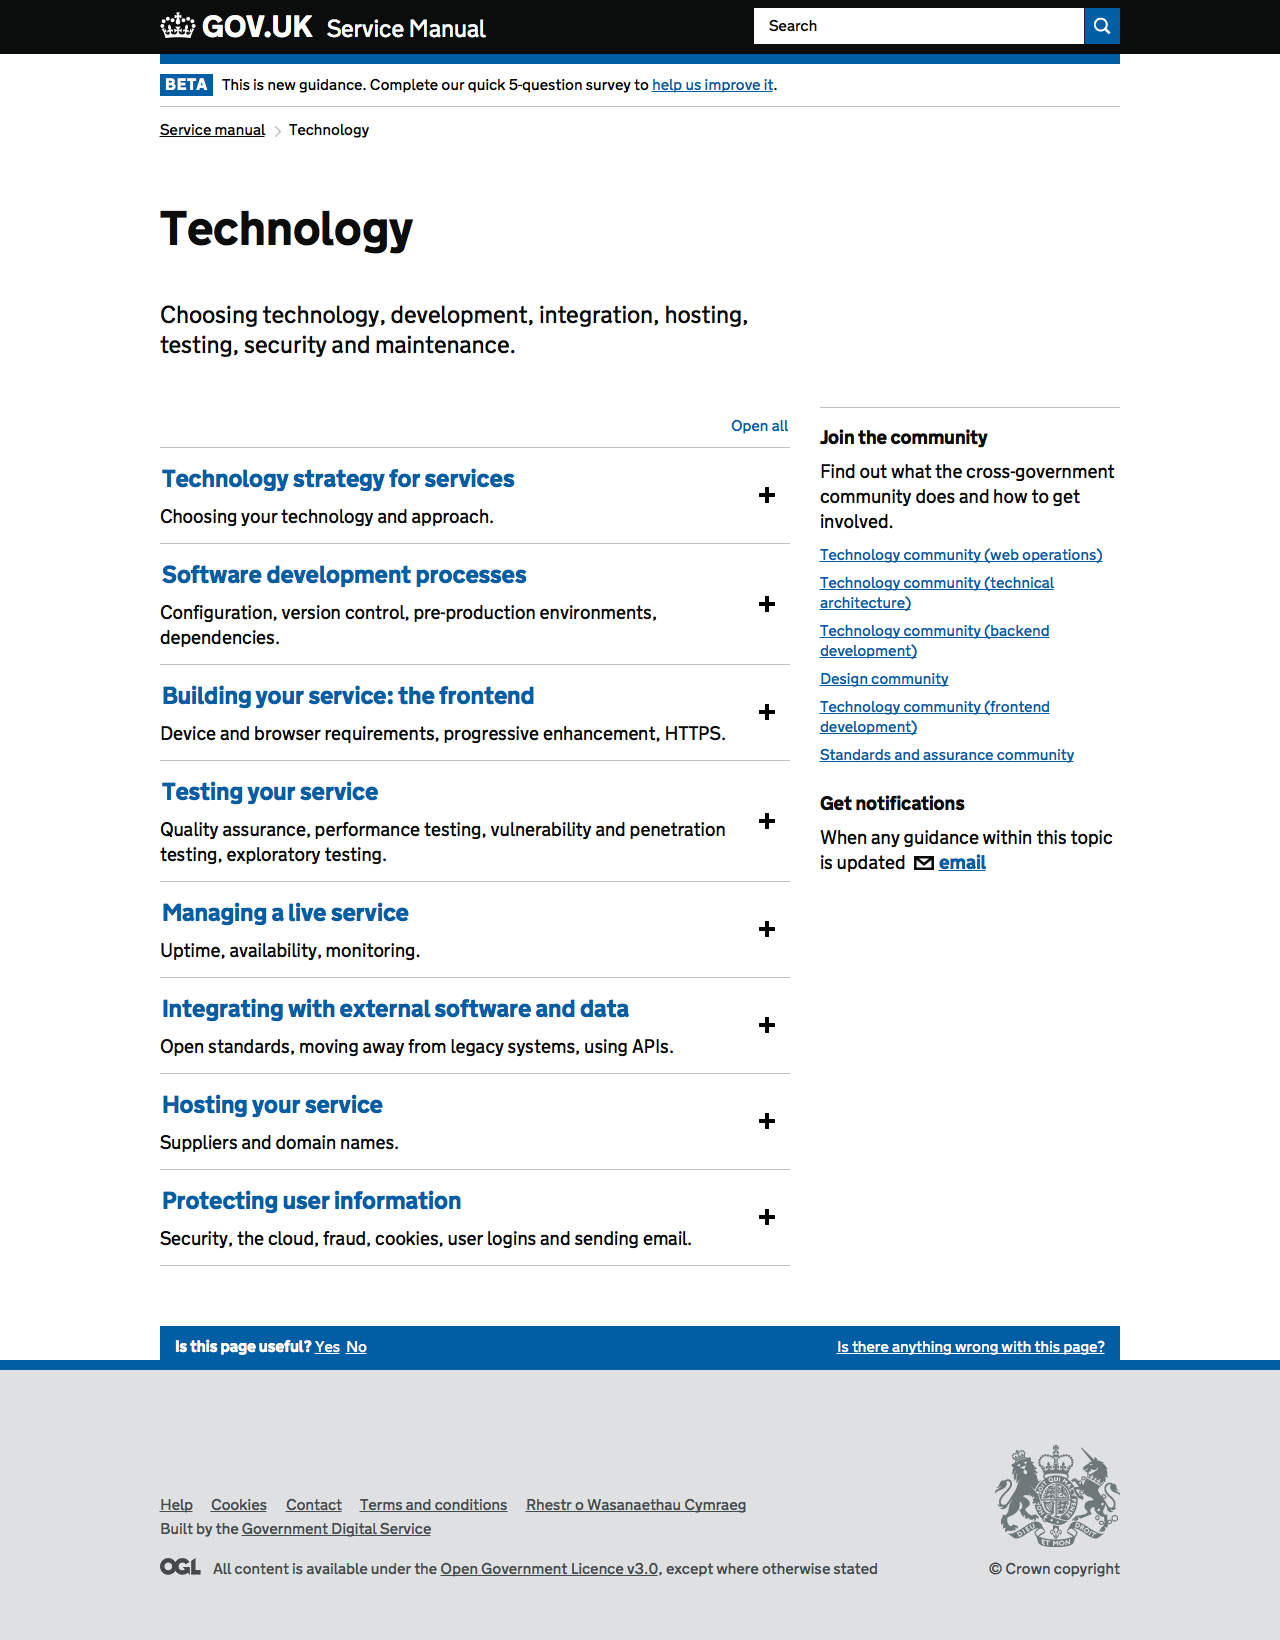 GOV.UK Service Manual
Search
BETA This is new guidance. Complete our quick 5-question survey to help us improve it.
Service manual Technology
Technology
Choosing technology, development, integration, hosting,
testing, security and maintenance.
Open all
Technology strategy for services
Choosing your technology and approach.
Software development processes
Configuration, version control, pre-production environments,
dependencies.
Building your service: the frontend
Device and browser requirements, progressive enhancement, HTTPS.
Testing your service
Quality assurance, performance testing, vulnerability and penetration
testing, exploratory testing.
Managing a live service
Uptime, availability, monitoring.
Integrating with external software and data
Open standards, moving away from legacy systems, using APIs.
Hosting your service
Suppliers and domain names.
Protecting user information
Security, the cloud, fraud, cookies, user logins and sending email.
Join the community
Find out what the cross-government
community does and how to get
involved.
Technology community (web operations)
Technology community (technical
architecture)
Technology community (backend
development)
Design community
Technology community (frontend
development)
Standards and assurance community
Get notifications
When any guidance within this topic
is updated email
Is this page useful? Yes No
Is there anything wrong with this page?
Help Cookies Contact Terms and conditions Rhestr o Wasanaethau Cymraeg
Built by the Government Digital Service
OGL All content is available under the Open Government Licence v3.0, except where otherwise stated
DIEU ET MON DROIT
© Crown copyright